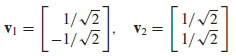 v₁ = [ 1/√2 −1/√2 ], v₂ = [ 1/√2 1/√2 ]